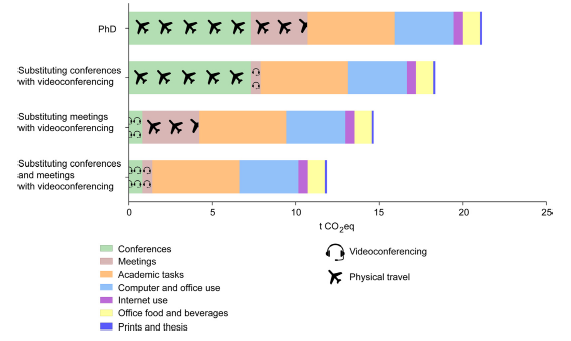 PhD
Substituting conferences
with videoconferencing
Substituting meetings
with videoconferencing
Substituting conferences
and meetings
with videoconferencing
0 5 10 15 20 25
t CO2eq
Conferences
Meetings
Academic tasks
Computer and office use
Internet use
Office food and beverages
Prints and thesis
Videoconferencing
Physical travel